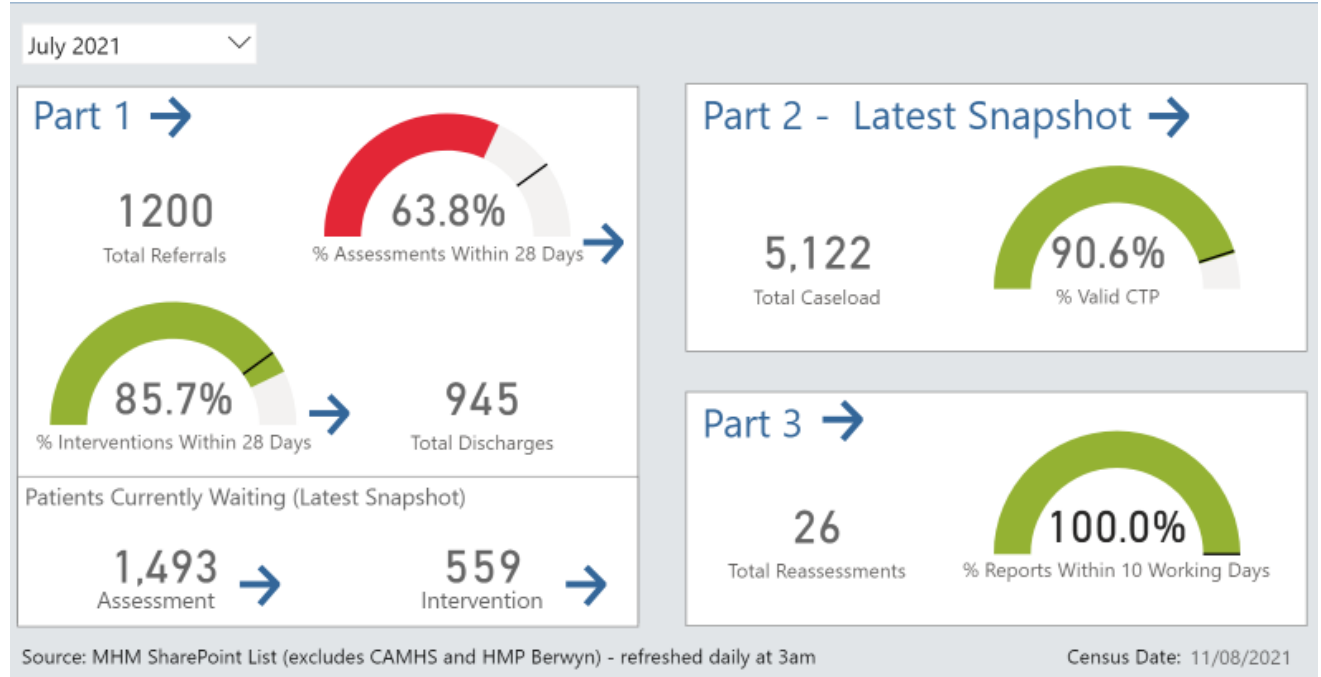 July 2021
Part 1
1200
Total Referrals
63.8%
% Assessments Within 28 Days
85.7%
% Interventions Within 28 Days
945
Total Discharges
Patients Currently Waiting (Latest Snapshot)
1,493
Assessment
559
Intervention
Part 2 - Latest Snapshot
5,122
Total Caseload
90.6%
% Valid CTP
Part 3
26
Total Reassessments
100.0%
% Reports Within 10 Working Days
Source: MHM SharePoint List (excludes CAMHS and HMP Berwyn) - refreshed daily at 3am
Census Date: 11/08/2021